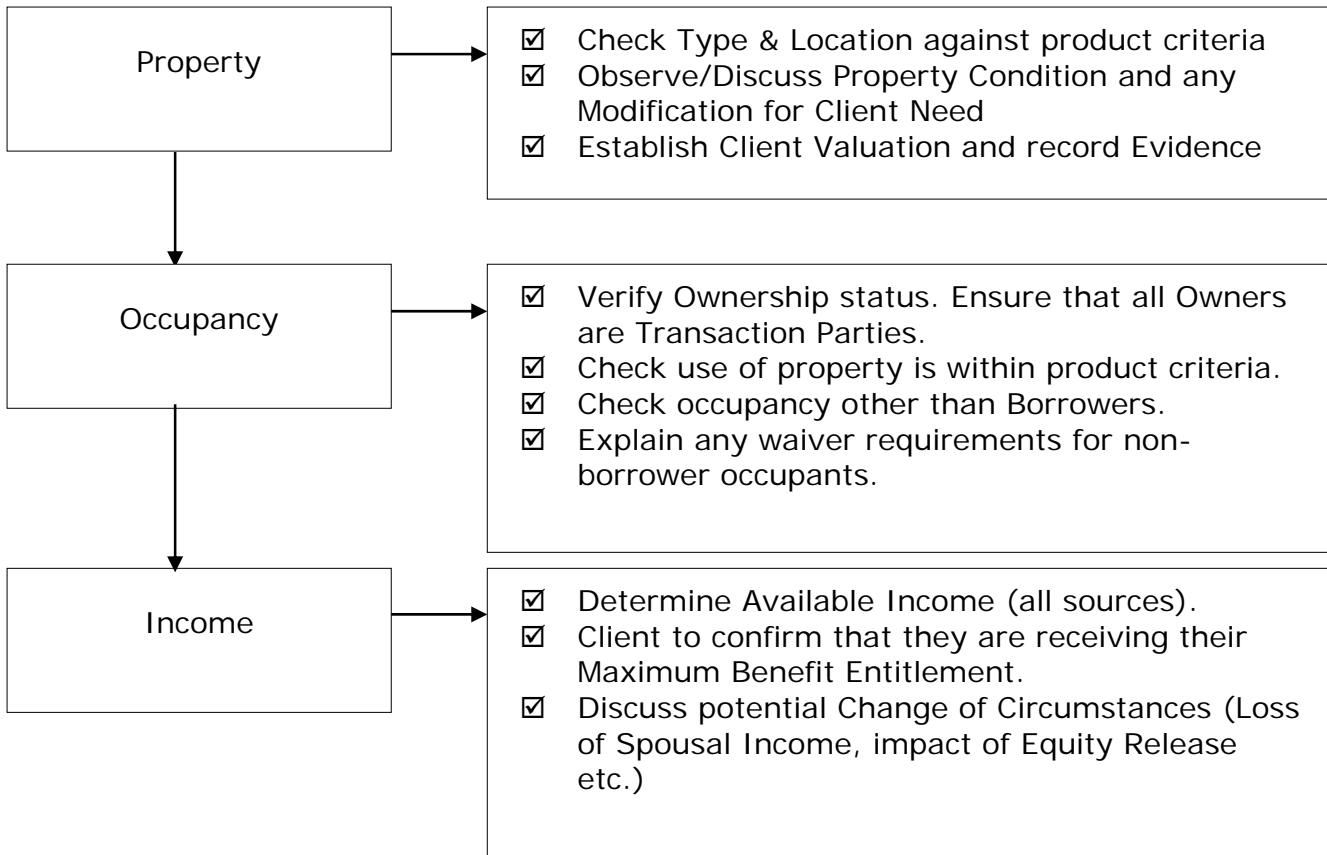 Property
☑ Check Type & Location against product criteria
☑ Observe/Discuss Property Condition and any
Modification for Client Need
☑ Establish Client Valuation and record Evidence
Occupancy
☑ Verify Ownership status. Ensure that all Owners
are Transaction Parties.
☑ Check use of property is within product criteria.
☑ Check occupancy other than Borrowers.
☑ Explain any waiver requirements for non-
borrower occupants.
Income
☑ Determine Available Income (all sources).
☑ Client to confirm that they are receiving their
Maximum Benefit Entitlement.
☑ Discuss potential Change of Circumstances (Loss
of Spousal Income, impact of Equity Release
etc.)